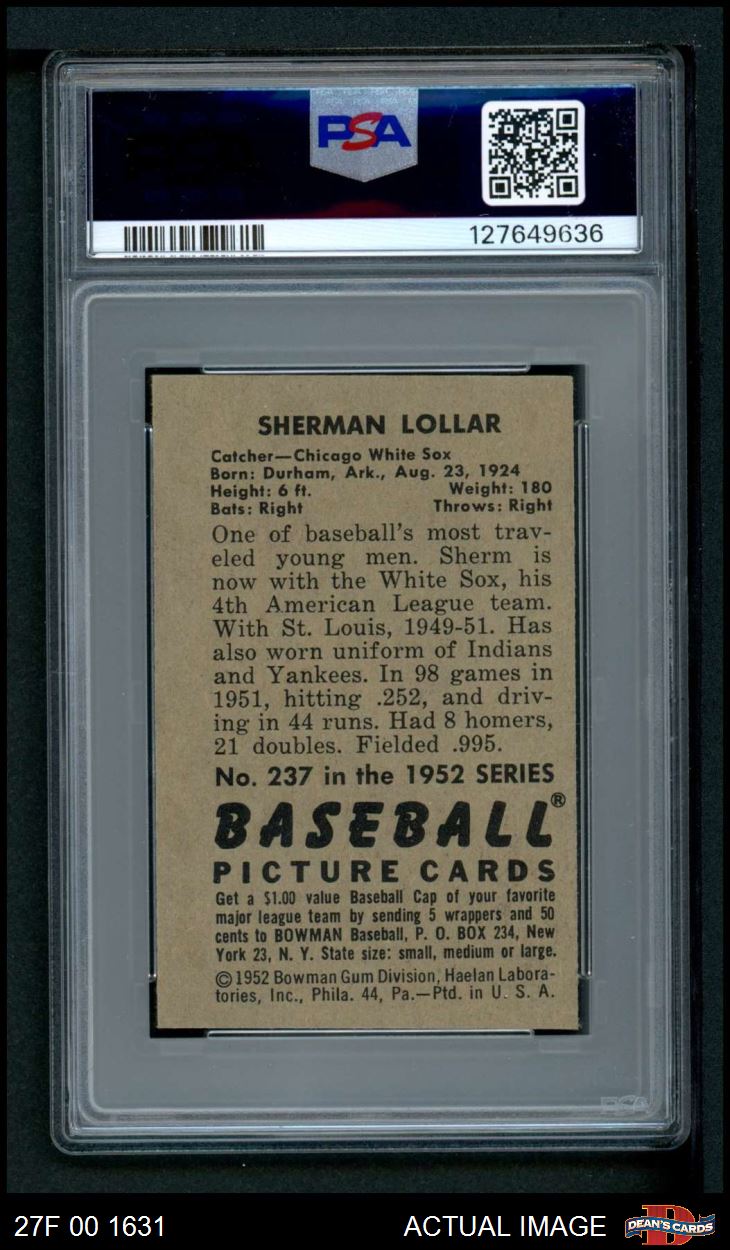 PSA
127649636
SHERMAN LOLLAR
Catcher—Chicago White Sox
Born: Durham, Ark., Aug. 23, 1924
Height: 6 ft. Weight: 180
Bats: Right Throws: Right
One of baseball's most trav-
eled young men. Sherm is
now with the White Sox, his
4th American League team.
With St. Louis, 1949-51. Has
also worn uniform of Indians
and Yankees. In 98 games in
1951, hitting .252, and driv-
ing in 44 runs. Had 8 homers,
21 doubles. Fielded .995.
No. 237 in the 1952 SERIES
BASEBALL®
PICTURE CARDS
Get a $1.00 value Baseball Cap of your favorite
major league team by sending 5 wrappers and 50
cents to BOWMAN Baseball, P. O. BOX 234, New
York 23, N. Y. State size: small, medium or large.
©1952 Bowman Gum Division, Haelan Labora-
tories, Inc., Phila. 44, Pa.—Ptd. in U. S. A.
PSA
27F 00 1631 ACTUAL IMAGE DEAN'S CARDS